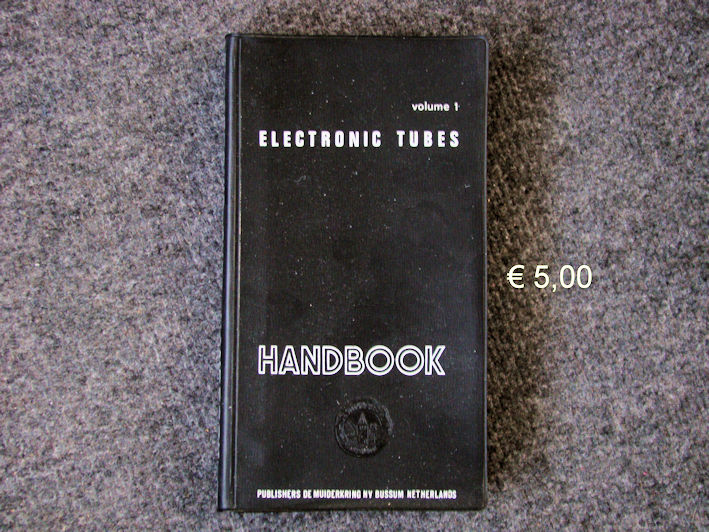 volume 1
ELECTRONIC TUBES
€ 5,00
HANDBOOK
PUBLISHERS DE MUIDERKRING NV BUSSUM NETHERLANDS